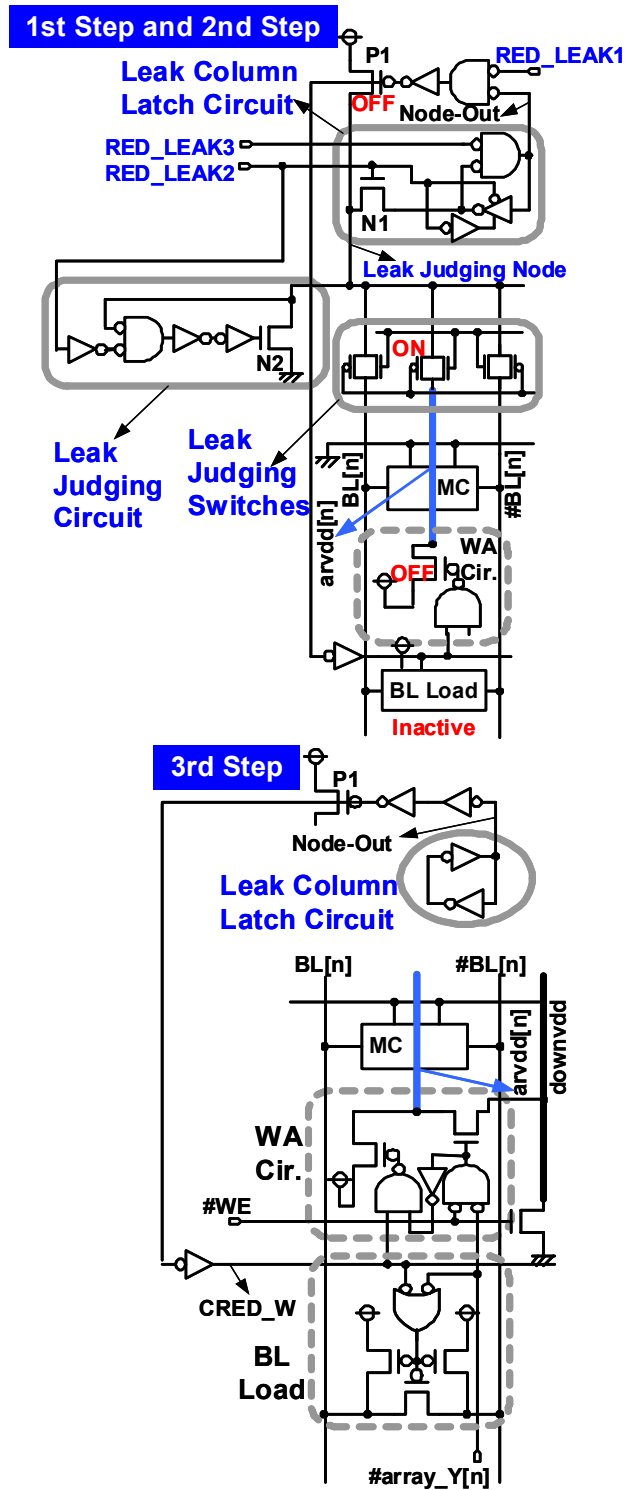 1st Step and 2nd Step
P1
Leak Column
Latch Circuit
OFF
RED_LEAK1
Node-Out
RED_LEAK3
RED_LEAK2
N1
Leak Judging Node
N2
ON
Leak
Judging
Circuit
Leak
Judging
Switches
BL[n]
MC
#BL[n]
arvdd[n]
WA
Cir.
OFF
BL Load
Inactive
3rd Step
P1
Node-Out
Leak Column
Latch Circuit
BL[n]
#BL[n]
MC
arvdd[n]
downvdd
WA
Cir.
#WE
CRED_W
BL
Load
#array_Y[n]